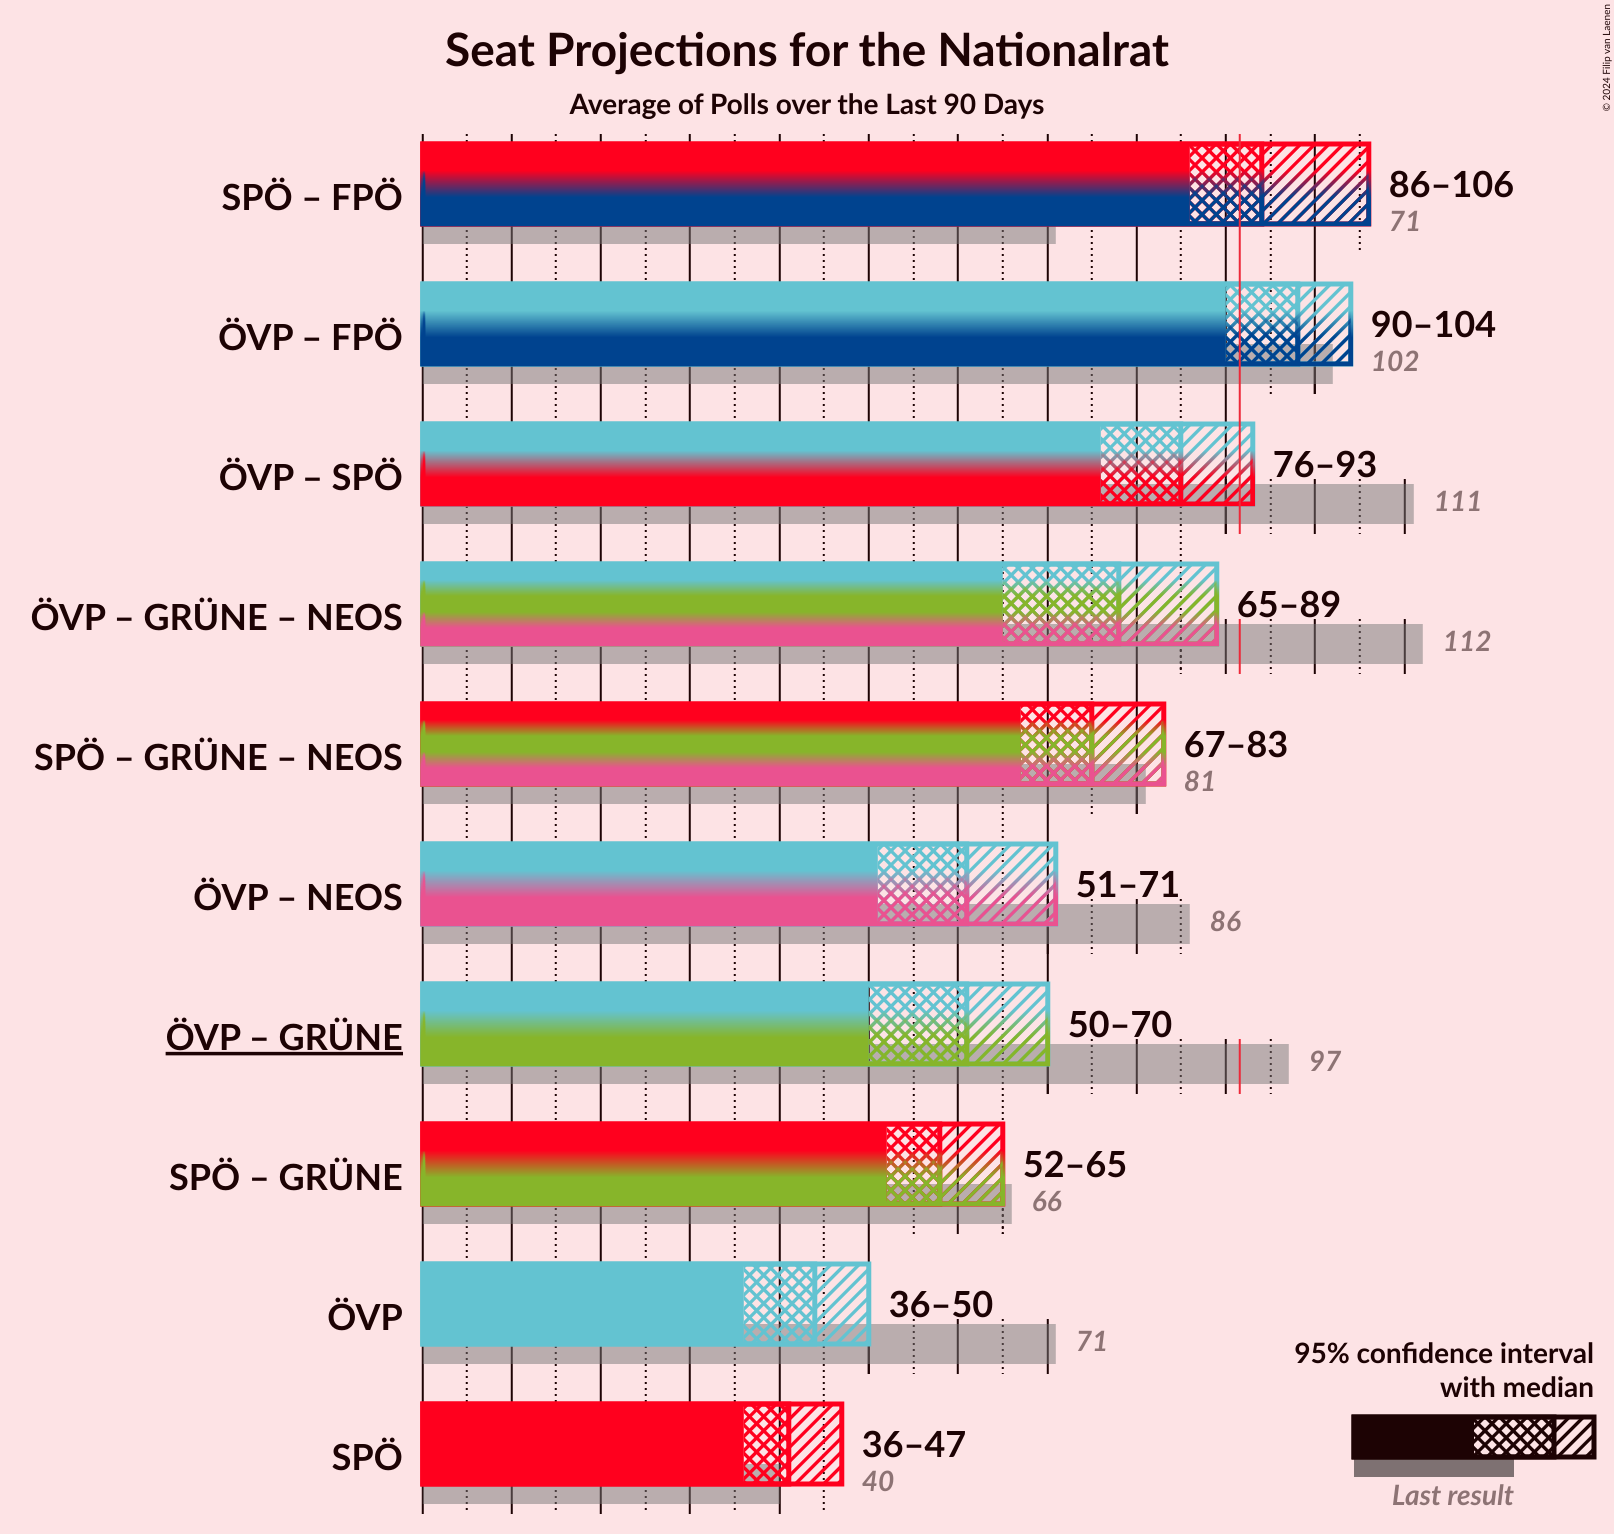 Seat Projections for the Nationalrat
Average of Polls over the Last 90 Days
© 2024 Filip van Laenen
SPÖ – FPÖ
86–106
71
ÖVP – FPÖ
90–104
102
ÖVP – SPÖ
76–93
111
ÖVP – GRÜNE – NEOS
65–89
112
SPÖ – GRÜNE – NEOS
67–83
81
ÖVP – NEOS
51–71
86
ÖVP – GRÜNE
50–70
97
SPÖ – GRÜNE
52–65
66
ÖVP
36–50
71
SPÖ
36–47
40
95% confidence interval
with median
Last result